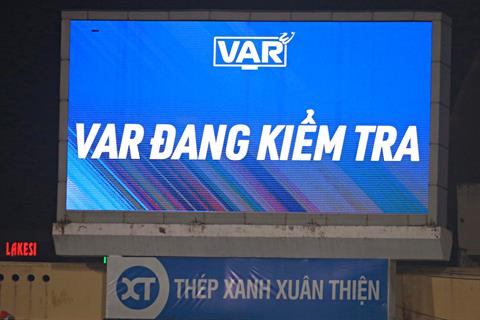 VAR
VAR ĐANG KIỂM TRA
LAKESI
XT THÉP XANH XUÂN THIỆN